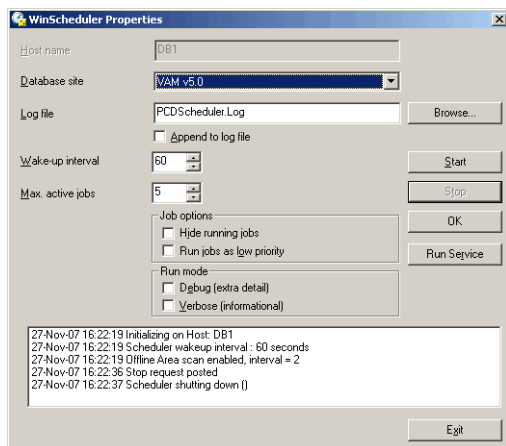 WinScheduler Properties
Host name
DB1
Database site
VAM v5.0
Log file
PCDScheduler.Log
Browse...
Append to log file
Wake-up interval
60
Start
Max. active jobs
5
Stop
Job options
Hide running jobs
Run jobs as low priority
OK
Run Service
Run mode
Debug (extra detail)
Verbose (informational)
27-Nov-07 16:22:19 Initializing on Host: DB1
27-Nov-07 16:22:19 Scheduler wakeup interval : 60 seconds
27-Nov-07 16:22:19 Offline Area scan enabled, interval = 2
27-Nov-07 16:22:36 Stop request posted
27-Nov-07 16:22:37 Scheduler shutting down ()
Exit